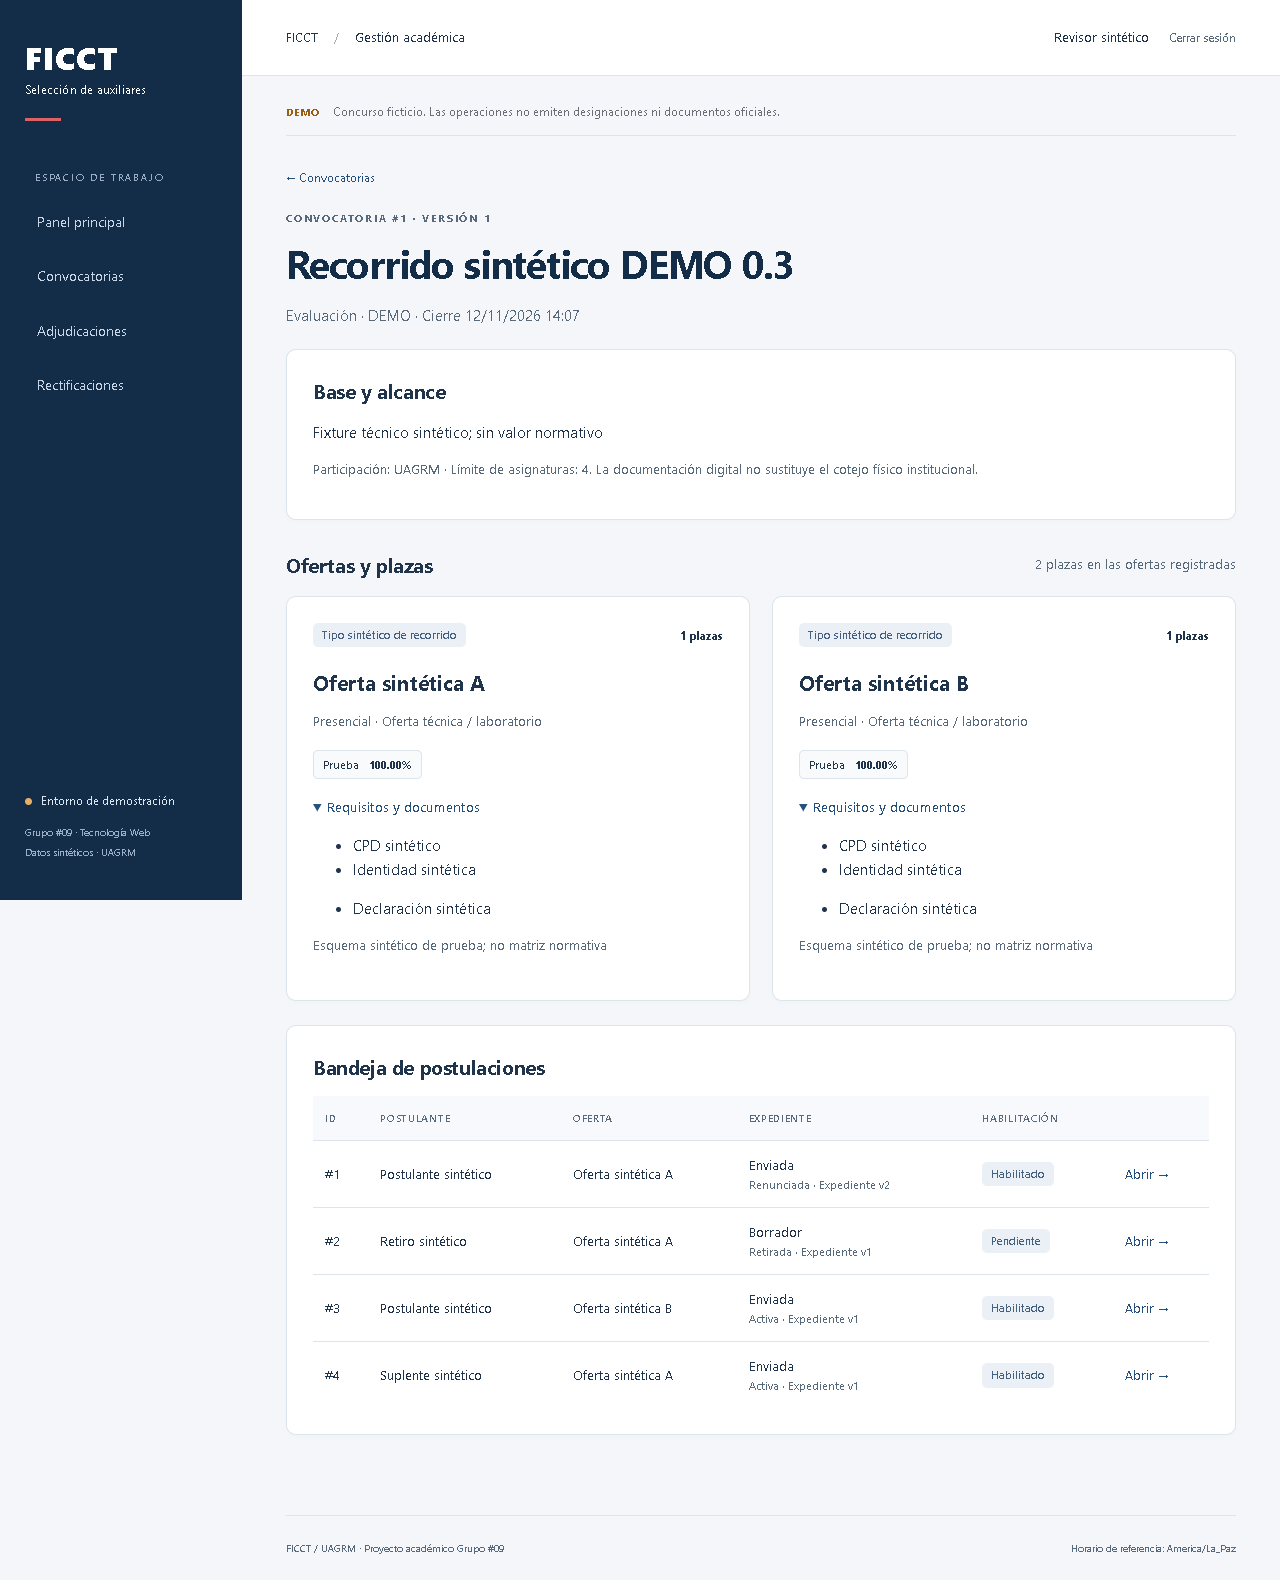 FICCT
Selección de auxiliares
ESPACIO DE TRABAJO
Panel principal
Convocatorias
Adjudicaciones
Rectificaciones
Entorno de demostración
Grupo #09 · Tecnología Web
Datos sintéticos · UAGRM
FICCT / Gestión académica
Revisor sintético Cerrar sesión
DEMO Concurso ficticio. Las operaciones no emiten designaciones ni documentos oficiales.
← Convocatorias
CONVOCATORIA #1 · VERSIÓN 1
Recorrido sintético DEMO 0.3
Evaluación · DEMO · Cierre 12/11/2026 14:07
Base y alcance
Fixture técnico sintético; sin valor normativo
Participación: UAGRM · Límite de asignaturas: 4. La documentación digital no sustituye el cotejo físico institucional.
Ofertas y plazas
2 plazas en las ofertas registradas
Tipo sintético de recorrido 1 plazas
Oferta sintética A
Presencial · Oferta técnica / laboratorio
Prueba 100.00%
▼ Requisitos y documentos
• CPD sintético
• Identidad sintética
• Declaración sintética
Esquema sintético de prueba; no matriz normativa
Tipo sintético de recorrido 1 plazas
Oferta sintética B
Presencial · Oferta técnica / laboratorio
Prueba 100.00%
▼ Requisitos y documentos
• CPD sintético
• Identidad sintética
• Declaración sintética
Esquema sintético de prueba; no matriz normativa
Bandeja de postulaciones
ID POSTULANTE OFERTA EXPEDIENTE HABILITACIÓN
#1 Postulante sintético Oferta sintética A Enviada Habilitado Abrir →
Renunciada · Expediente v2
#2 Retiro sintético Oferta sintética A Borrador Pendiente Abrir →
Retirada · Expediente v1
#3 Postulante sintético Oferta sintética B Enviada Habilitado Abrir →
Activa · Expediente v1
#4 Suplente sintético Oferta sintética A Enviada Habilitado Abrir →
Activa · Expediente v1
FICCT / UAGRM · Proyecto académico Grupo #09
Horario de referencia: America/La_Paz